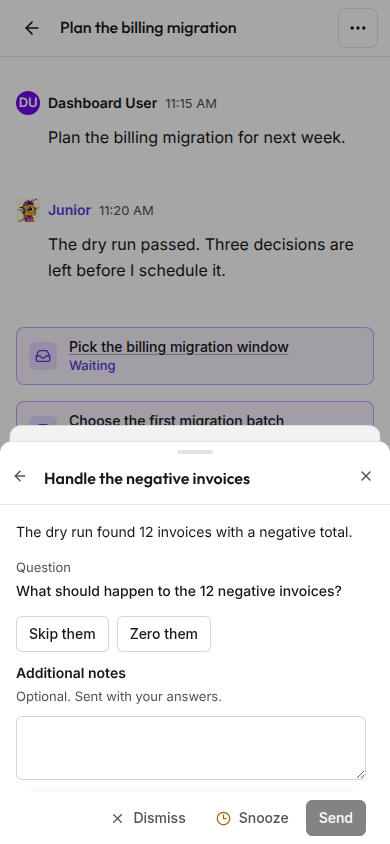 Plan the billing migration
DU Dashboard User 11:15 AM
Plan the billing migration for next week.
Junior 11:20 AM
The dry run passed. Three decisions are
left before I schedule it.
Pick the billing migration window
Waiting
Choose the first migration batch
Handle the negative invoices
The dry run found 12 invoices with a negative total.
Question
What should happen to the 12 negative invoices?
Skip them Zero them
Additional notes
Optional. Sent with your answers.
Dismiss Snooze Send